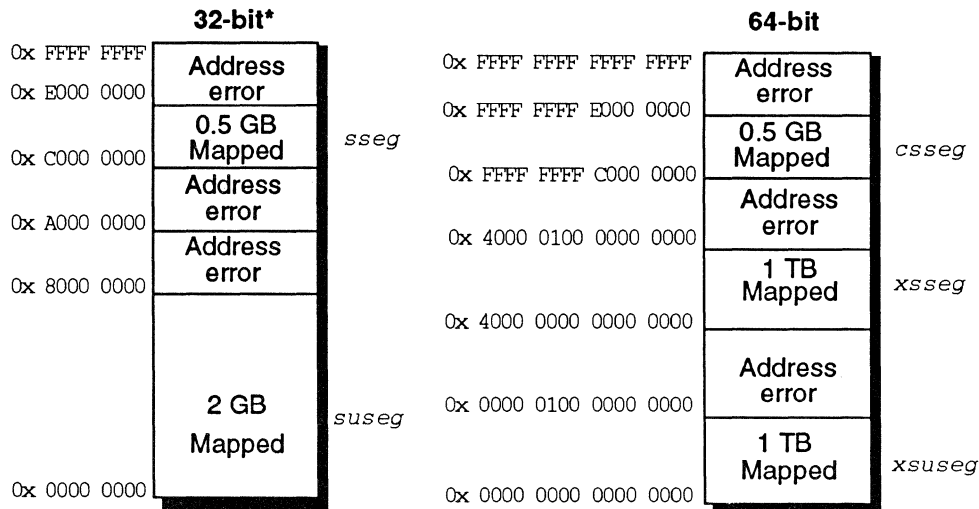 32-bit*
0x FFFF FFFF
Address
error
0x E000 0000
0.5 GB
Mapped
sseg
0x C000 0000
Address
error
0x A000 0000
Address
error
0x 8000 0000
2 GB
Mapped
suseg
0x 0000 0000
64-bit
0x FFFF FFFF FFFF FFFF
Address
error
0x FFFF FFFF E000 0000
0.5 GB
Mapped
csseg
0x FFFF FFFF C000 0000
Address
error
0x 4000 0100 0000 0000
1 TB
Mapped
xsseg
0x 4000 0000 0000 0000
Address
error
0x 0000 0100 0000 0000
1 TB
Mapped
xsuseg
0x 0000 0000 0000 0000